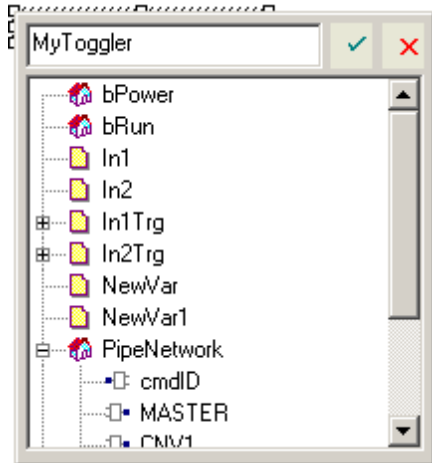 MyToggler
bPower
bRun
In1
In2
In1Trg
In2Trg
NewVar
NewVar1
PipeNetwork
cmdID
MASTER
CNV1